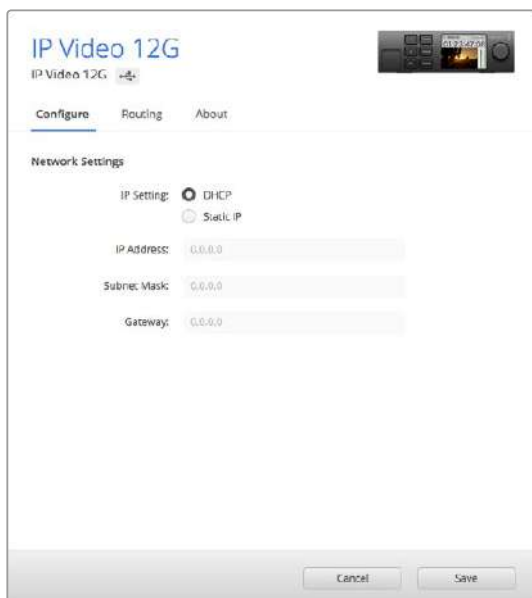 IP Video 12G
IP Video 12G
Configure Routing About
Network Settings
IP Setting: DHCP
Static IP
IP Address: 0.0.0.0
Subnet Mask: 0.0.0.0
Gateway: 0.0.0.0
Cancel Save